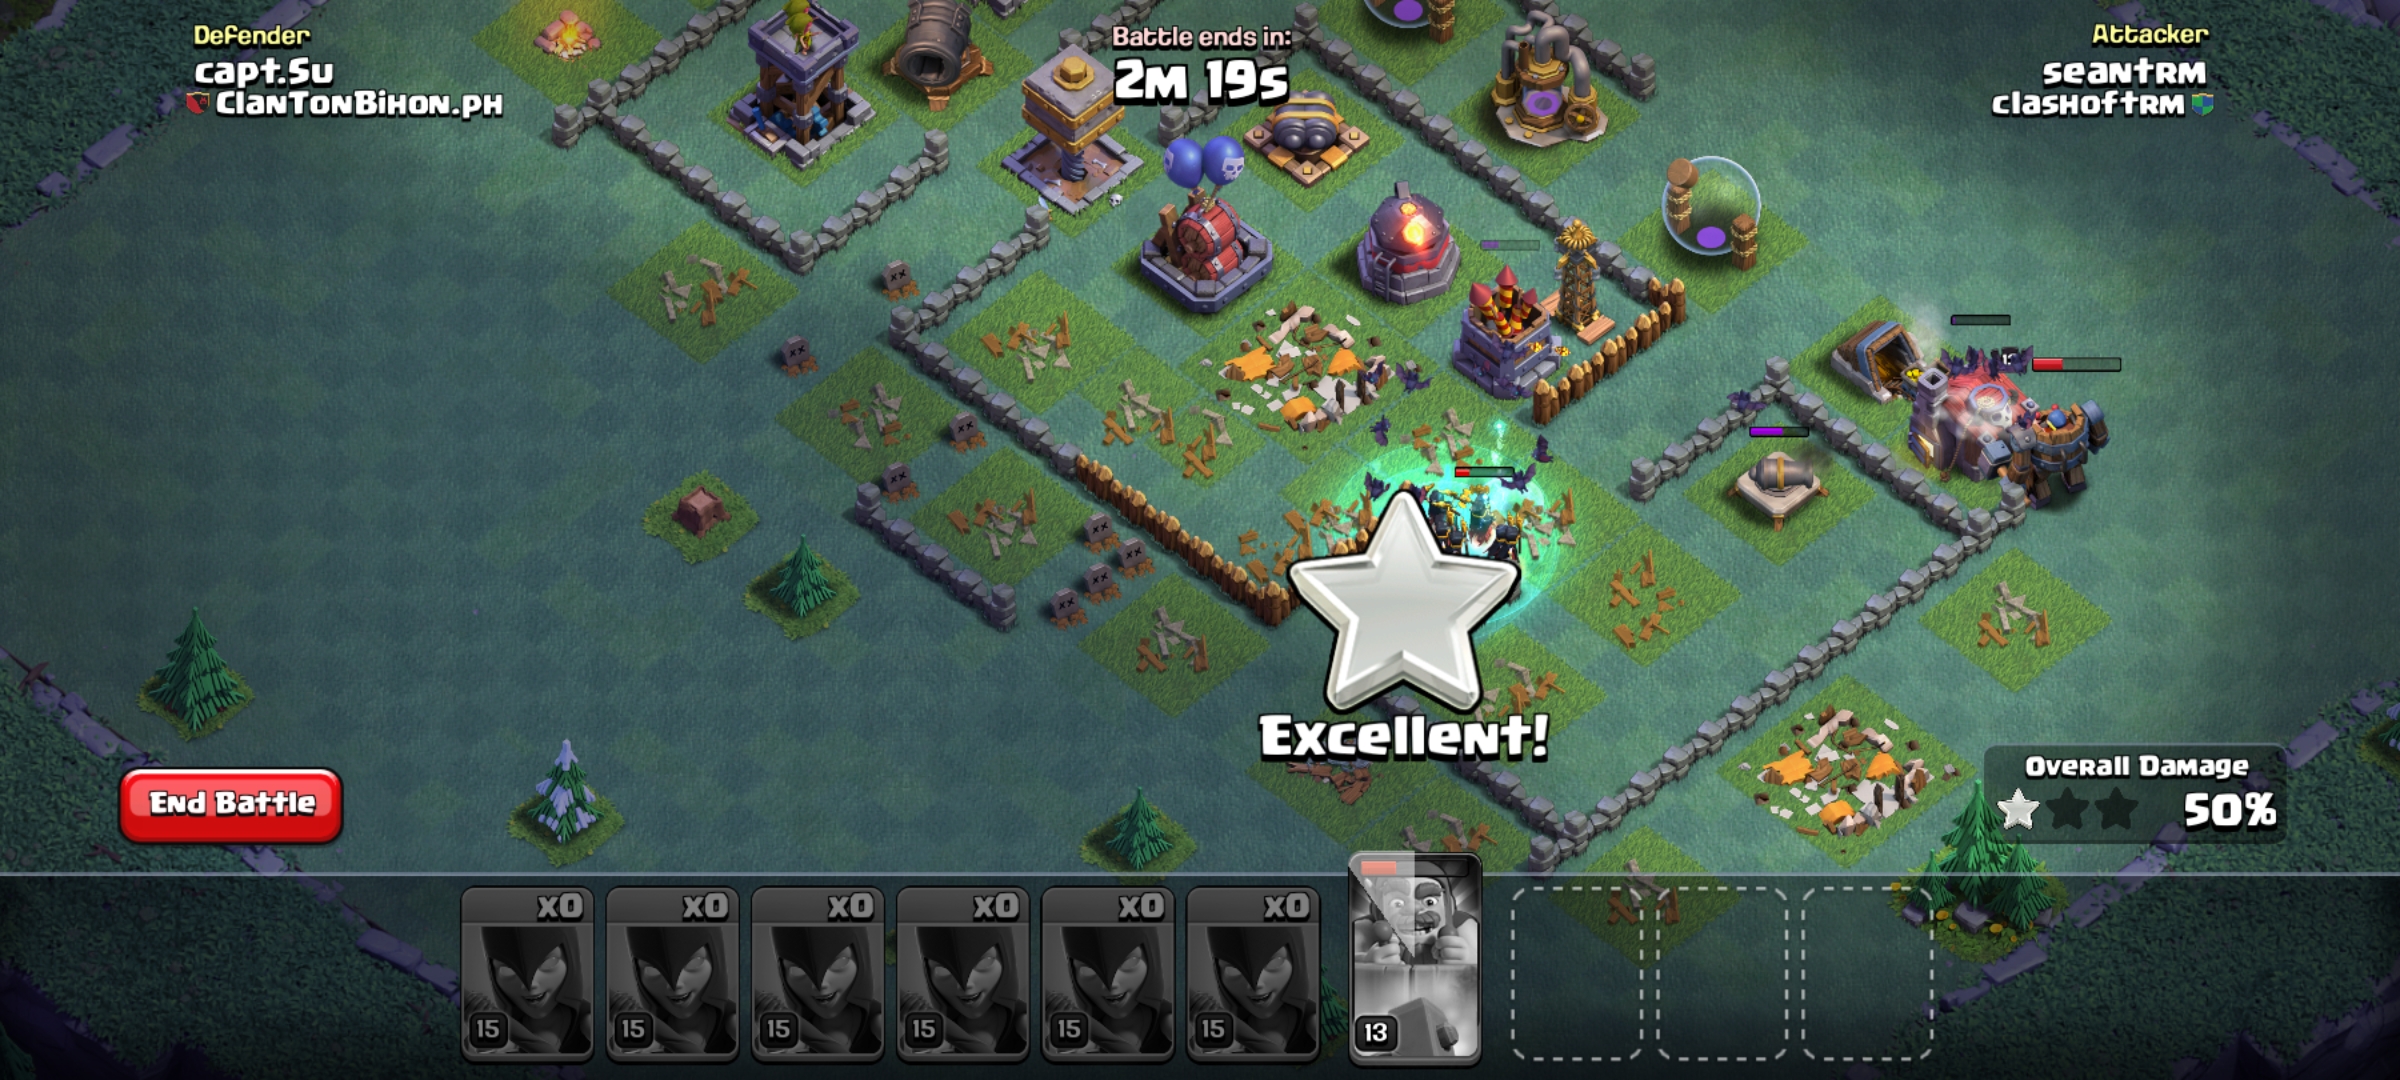 Defender
capt.Su
ClanTonBihon.PH
Battle ends in:
2M 19s
Attacker
seantRM
clashoftRM
Excellent!
End Battle
Overall Damage
50%
x0
x0
x0
x0
x0
x0
15
15
15
15
15
15
13